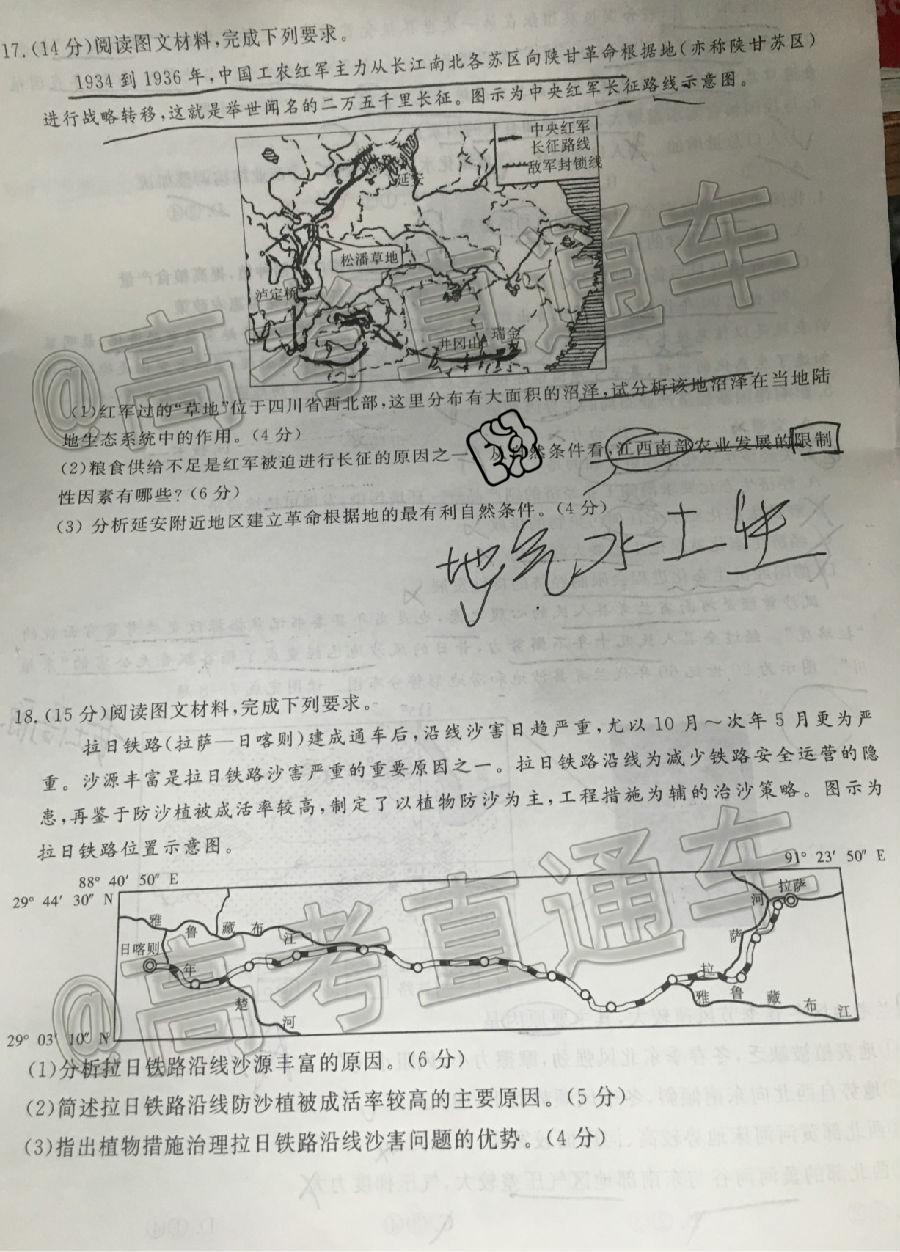 17.(14分)阅读图文材料,完成下列要求。
1934到1936年,中国工农红军主力从长江南北各苏区向陕甘革命根据地(亦称陕甘苏区)
进行战略转移,这就是举世闻名的二万五千里长征。图示为中央红军长征路线示意图。
中央红军
长征路线
敌军封锁线
延安
松潘草地
泸定桥
井冈山
瑞金
(1)红军过的“草地”位于四川省西北部,这里分布有大面积的沼泽,试分析该地沼泽在当地陆
地生态系统中的作用。(4分)
(2)粮食供给不足是红军被迫进行长征的原因之一 然条件看,江西南部农业发展的限制
性因素有哪些?(6分)
(3)分析延安附近地区建立革命根据地的最有利自然条件。(4分)
地气水土生
18.(15分)阅读图文材料,完成下列要求。
拉日铁路(拉萨—日喀则)建成通车后,沿线沙害日趋严重,尤以10月~次年5月更为严
重。沙源丰富是拉日铁路沙害严重的重要原因之一。拉日铁路沿线为减少铁路安全运营的隐
患,再鉴于防沙植被成活率较高,制定了以植物防沙为主,工程措施为辅的治沙策略。图示为
拉日铁路位置示意图。
88° 40′ 50″ E
91° 23′ 50″ E
29° 44′ 30″ N
雅鲁藏布江
日喀则
年楚河
拉萨
拉萨河
雅鲁藏布江
29° 03′ 10″ N
(1)分析拉日铁路沿线沙源丰富的原因。(6分)
(2)简述拉日铁路沿线防沙植被成活率较高的主要原因。(5分)
(3)指出植物措施治理拉日铁路沿线沙害问题的优势。(4分)
@高考直通车
@高考直通车